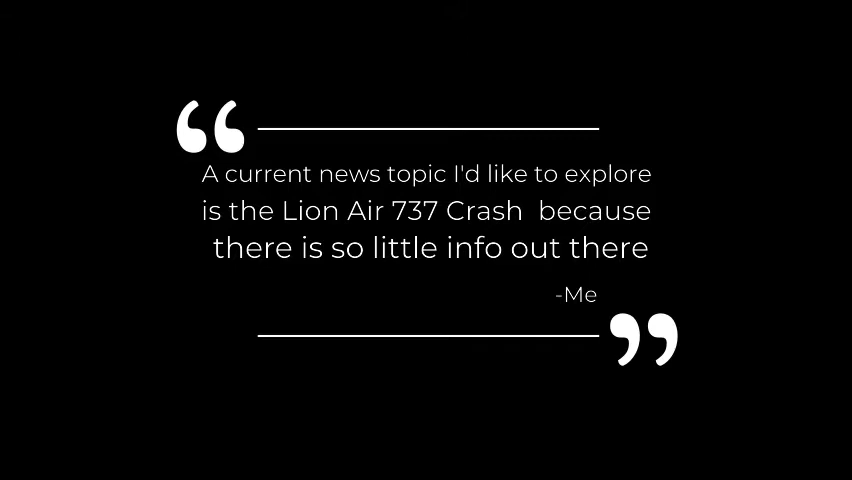 “
A current news topic I'd like to explore
is the Lion Air 737 Crash  because
there is so little info out there
-Me
”